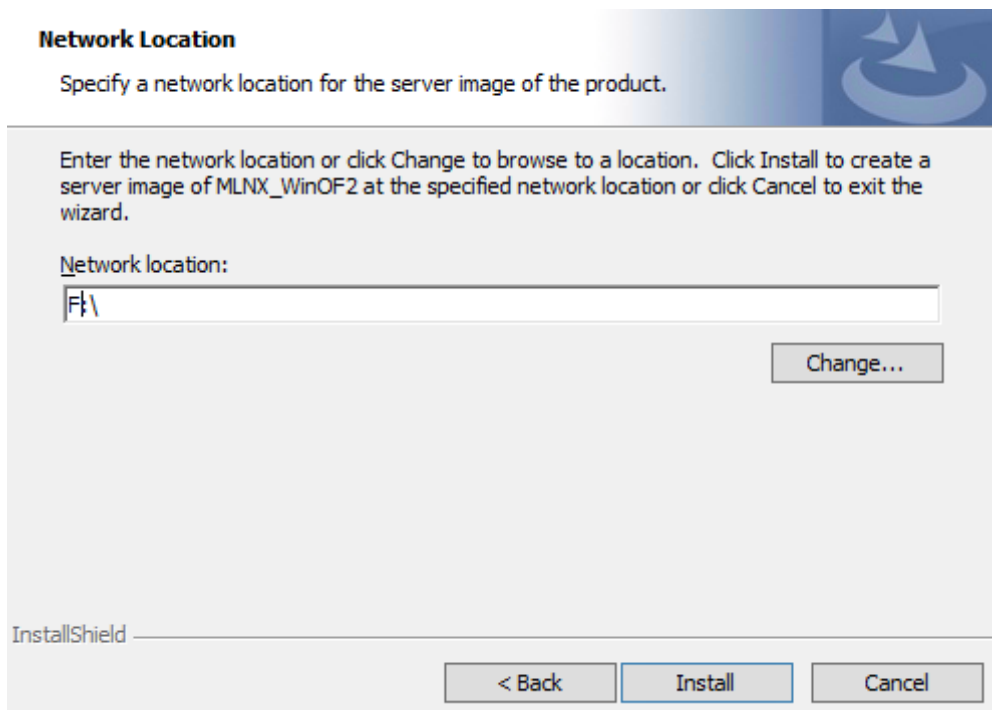 Network Location
Specify a network location for the server image of the product.
Enter the network location or click Change to browse to a location.  Click Install to create a
server image of MLNX_WinOF2 at the specified network location or click Cancel to exit the
wizard.
Network location:
F:\
Change...
InstallShield
< Back
Install
Cancel